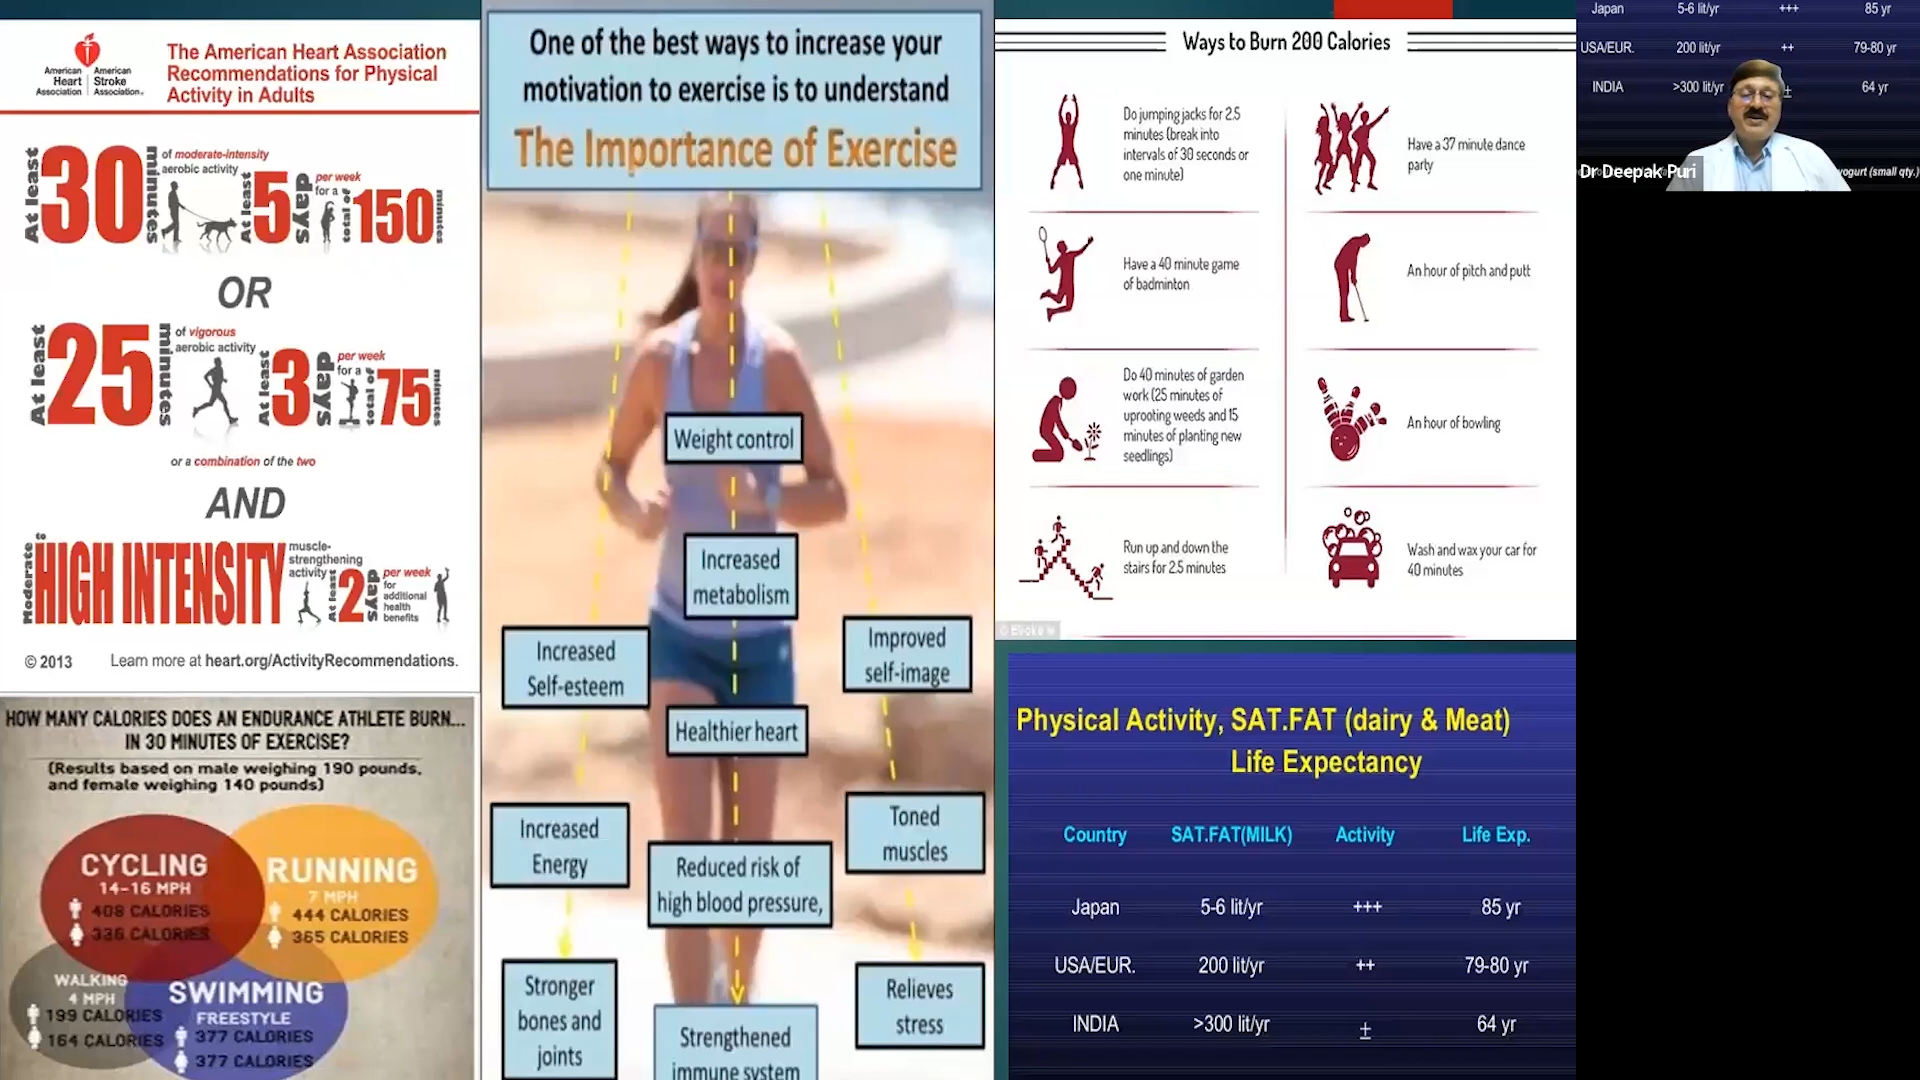 American
Heart
Association
American
Stroke
Association®
The American Heart Association
Recommendations for Physical
Activity in Adults
At least
30
minutes
of moderate-intensity
aerobic activity
At least
5
days
per week
for a
total of
150
minutes
OR
At least
25
minutes
of vigorous
aerobic activity
At least
3
days
per week
for a
total of
75
minutes
or a combination of the two
AND
Moderate to
HIGH INTENSITY
muscle-
strengthening
activity
At least
2
days
per week
for
additional
health
benefits
© 2013 Learn more at heart.org/ActivityRecommendations.
HOW MANY CALORIES DOES AN ENDURANCE ATHLETE BURN...
IN 30 MINUTES OF EXERCISE?
(Results based on male weighing 190 pounds,
and female weighing 140 pounds)
CYCLING
14-16 MPH
408 CALORIES
336 CALORIES
RUNNING
7 MPH
444 CALORIES
365 CALORIES
WALKING
4 MPH
199 CALORIES
164 CALORIES
SWIMMING
FREESTYLE
377 CALORIES
377 CALORIES
One of the best ways to increase your
motivation to exercise is to understand
The Importance of Exercise
Weight control
Increased
metabolism
Increased
Self-esteem
Improved
self-image
Healthier heart
Increased
Energy
Reduced risk of
high blood pressure,
Toned
muscles
Stronger
bones and
joints
Strengthened
immune system
Relieves
stress
Ways to Burn 200 Calories
Do jumping jacks for 2.5
minutes (break into
intervals of 30 seconds or
one minute)
Have a 37 minute dance
party
Have a 40 minute game
of badminton
An hour of pitch and putt
Do 40 minutes of garden
work (25 minutes of
uprooting weeds and 15
minutes of planting new
seedlings)
An hour of bowling
Run up and down the
stairs for 2.5 minutes
Wash and wax your car for
40 minutes
Physical Activity, SAT.FAT (dairy & Meat)
Life Expectancy
Country SAT.FAT(MILK) Activity Life Exp.
Japan 5-6 lit/yr +++ 85 yr
USA/EUR. 200 lit/yr ++ 79-80 yr
INDIA >300 lit/yr ± 64 yr
Japan 5-6 lit/yr +++ 85 yr
USA/EUR. 200 lit/yr ++ 79-80 yr
INDIA >300 lit/yr ± 64 yr
Dr Deepak Puri
yogurt (small qty.)